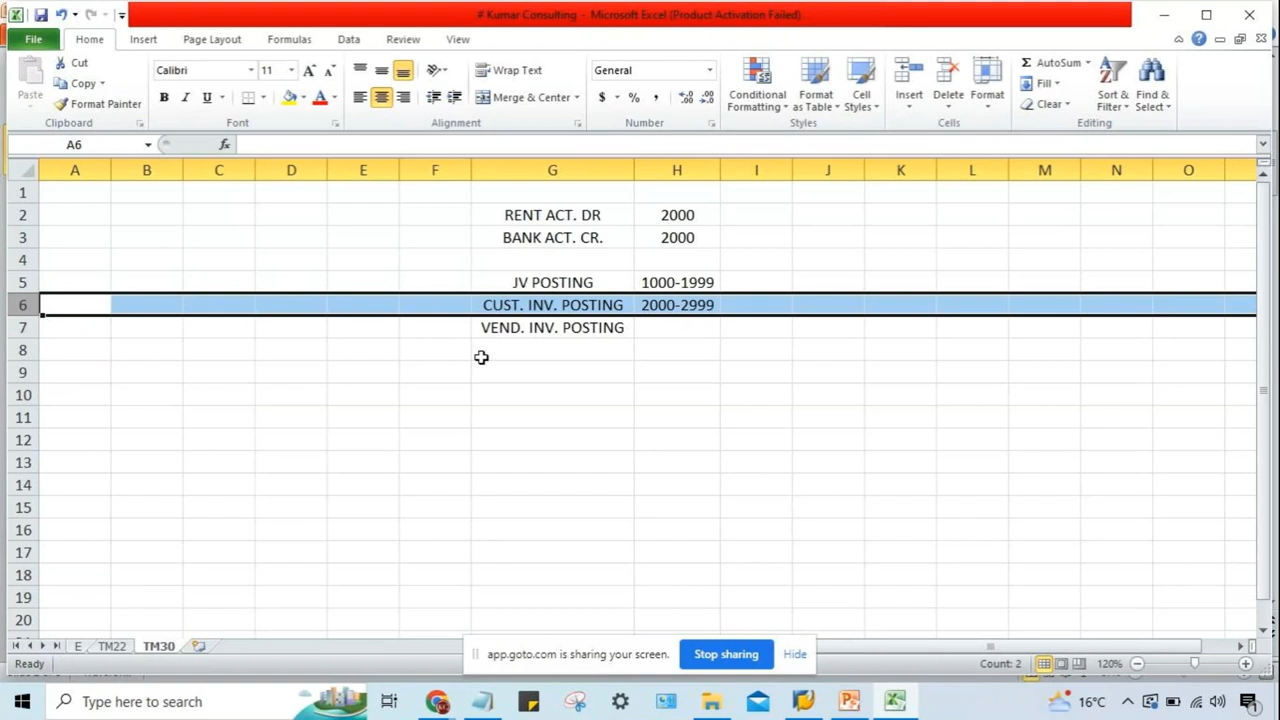 # Kumar Consulting - Microsoft Excel (Product Activation Failed)
File Home Insert Page Layout Formulas Data Review View
Paste
Cut
Copy
Format Painter
Clipboard
Calibri 11
B I U
Font
Wrap Text
Merge & Center
Alignment
General
$ % ,
Number
Conditional Formatting
Format as Table
Cell Styles
Styles
Insert Delete Format
Cells
AutoSum
Fill
Clear
Sort & Filter
Find & Select
Editing
A6 fx
A B C D E F G H I J K L M N O
1
2 RENT ACT. DR 2000
3 BANK ACT. CR. 2000
4
5 JV POSTING 1000-1999
6 CUST. INV. POSTING 2000-2999
7 VEND. INV. POSTING
8
9
10
11
12
13
14
15
16
17
18
19
20
E TM22 TM30
app.goto.com is sharing your screen. Stop sharing Hide
Ready Count: 2 120%
Type here to search 16°C